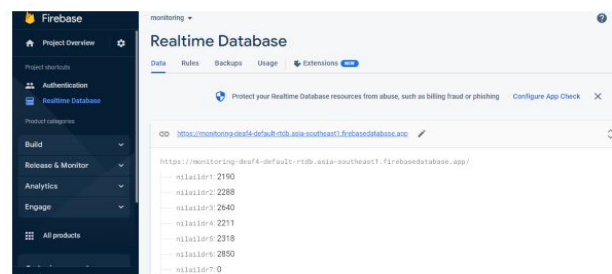 Firebase
Project Overview
Project shortcuts
Authentication
Realtime Database
Product categories
Build
Release & Monitor
Analytics
Engage
All products
monitoring
Realtime Database
Data Rules Backups Usage Extensions NEW
Protect your Realtime Database resources from abuse, such as billing fraud or phishing Configure App Check
https://monitoring-deaf4-default-rtdb.asia-southeast1.firebasedatabase.app
https://monitoring-deaf4-default-rtdb.asia-southeast1.firebasedatabase.app/
nilaildr1: 2190
nilaildr2: 2288
nilaildr3: 2640
nilaildr4: 2211
nilaildr5: 2318
nilaildr6: 2850
nilaildr7: 0